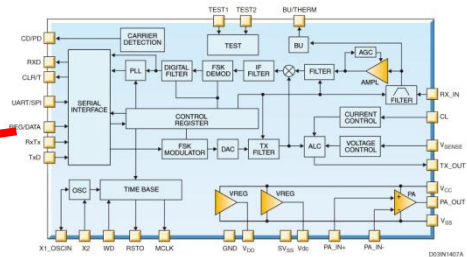 TEST1 TEST2 BU/THERM
CD/PD
CARRIER
DETECTION
TEST
BU
AGC
RXD
CLR/T
PLL
DIGITAL
FILTER
FSK
DEMOD
IF
FILTER
FILTER
AMPL
FILTER
RX_IN
UART/SPI
SERIAL
INTERFACE
CONTROL
REGISTER
CURRENT
CONTROL
CL
REG/DATA
RxTx
TxD
FSK
MODULATOR
DAC
TX
FILTER
ALC
VOLTAGE
CONTROL
VSENSE
TX_OUT
OSC
TIME BASE
VREG
VREG
PA
VCC
PA_OUT
VSS
X1_OSCIN X2 WD RSTO MCLK GND VDD SVSS Vdc PA_IN+ PA_IN-
D03IN1407A